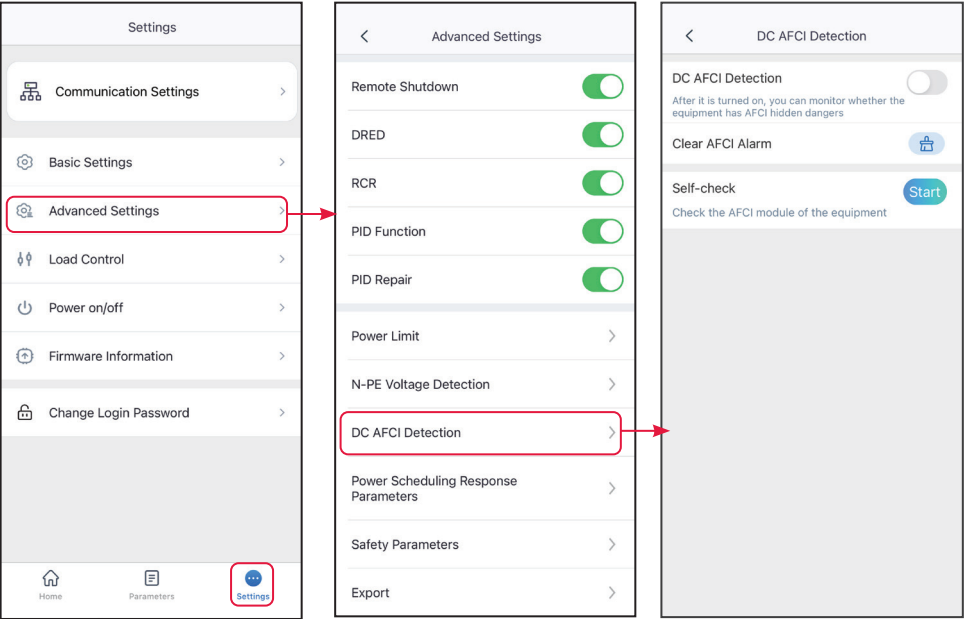 Settings
Communication Settings
Basic Settings
Advanced Settings
Load Control
Power on/off
Firmware Information
Change Login Password
Home
Parameters
Settings
Advanced Settings
Remote Shutdown
DRED
RCR
PID Function
PID Repair
Power Limit
N-PE Voltage Detection
DC AFCI Detection
Power Scheduling Response
Parameters
Safety Parameters
Export
DC AFCI Detection
DC AFCI Detection
After it is turned on, you can monitor whether the
equipment has AFCI hidden dangers
Clear AFCI Alarm
Self-check
Start
Check the AFCI module of the equipment